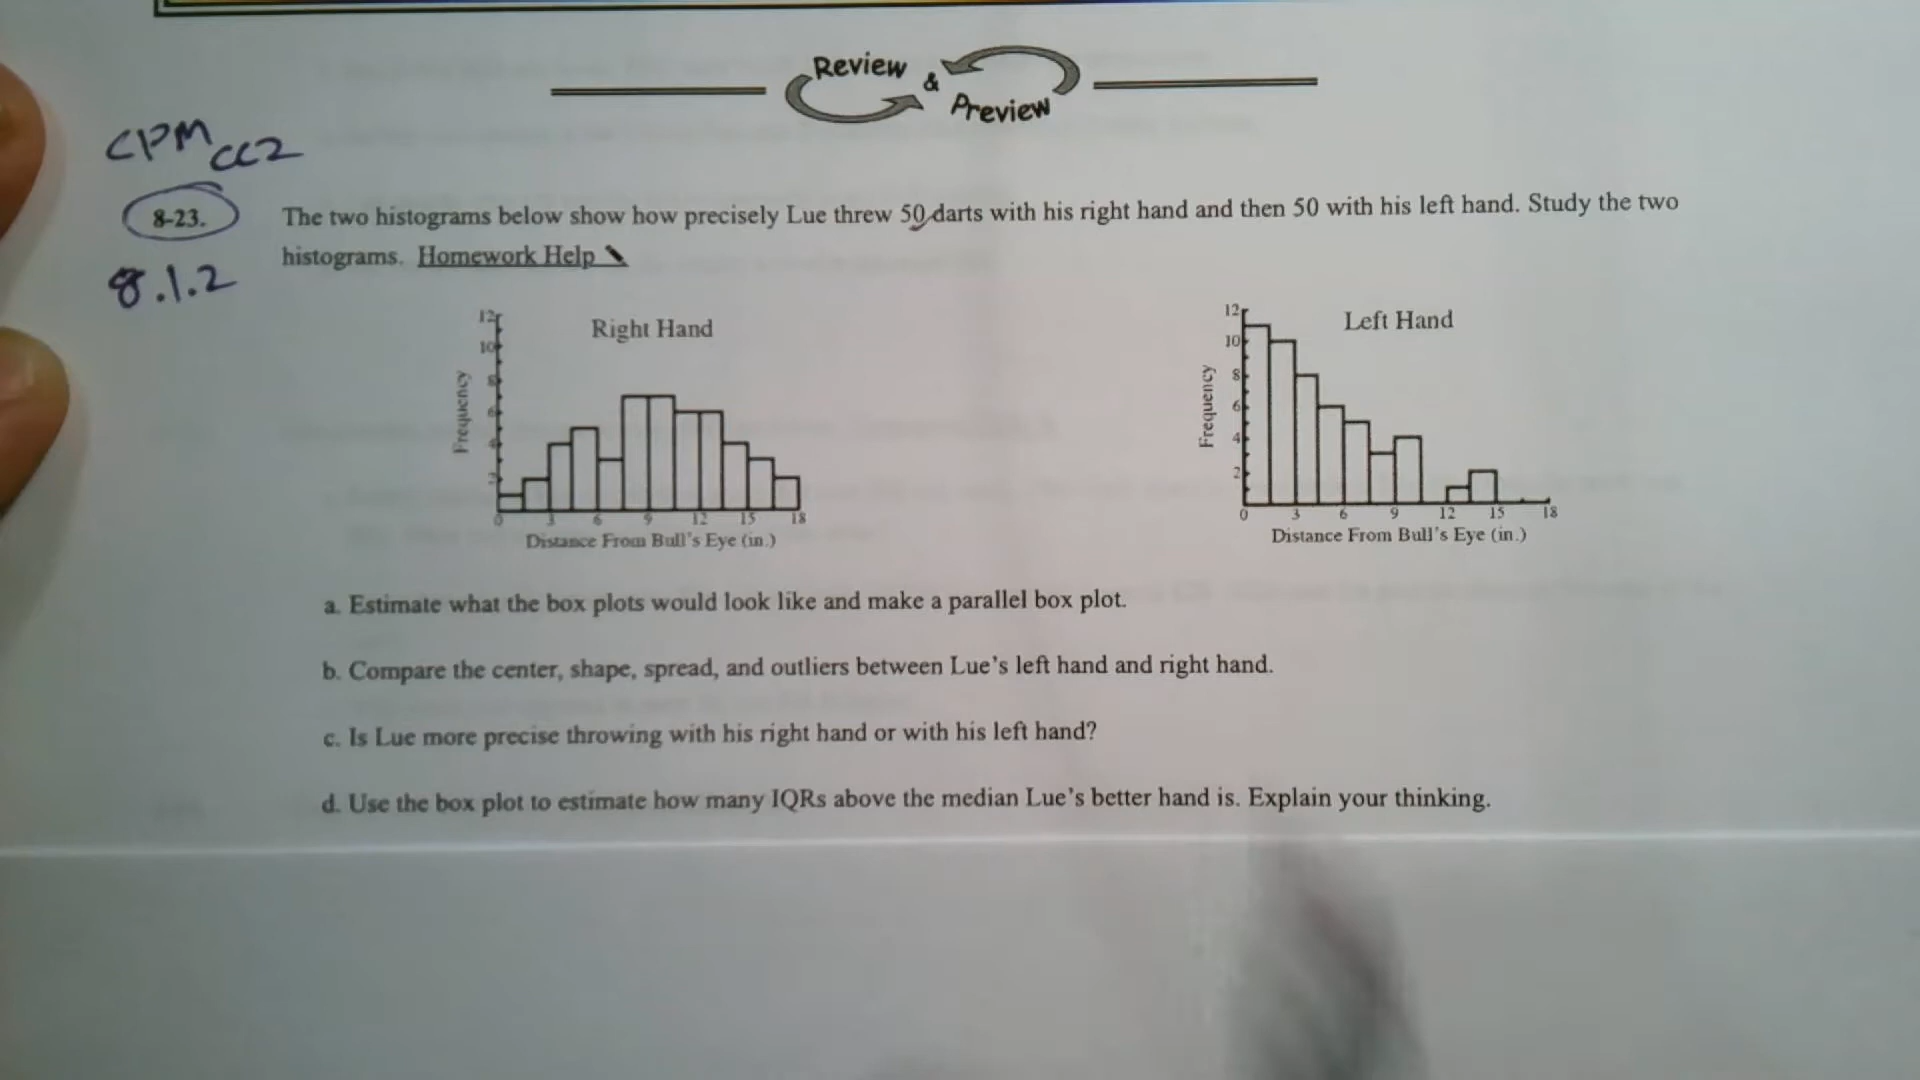 Review
&
Preview
CPM CC2
8-23. The two histograms below show how precisely Lue threw 50 darts with his right hand and then 50 with his left hand. Study the two
histograms. Homework Help
8.1.2
12
10
8
6
4
2
Frequency
Right Hand
0 3 6 9 12 15 18
Distance From Bull's Eye (in.)
12
10
8
6
4
2
Frequency
Left Hand
0 3 6 9 12 15 18
Distance From Bull's Eye (in.)
a. Estimate what the box plots would look like and make a parallel box plot.
b. Compare the center, shape, spread, and outliers between Lue's left hand and right hand.
c. Is Lue more precise throwing with his right hand or with his left hand?
d. Use the box plot to estimate how many IQRs above the median Lue's better hand is. Explain your thinking.